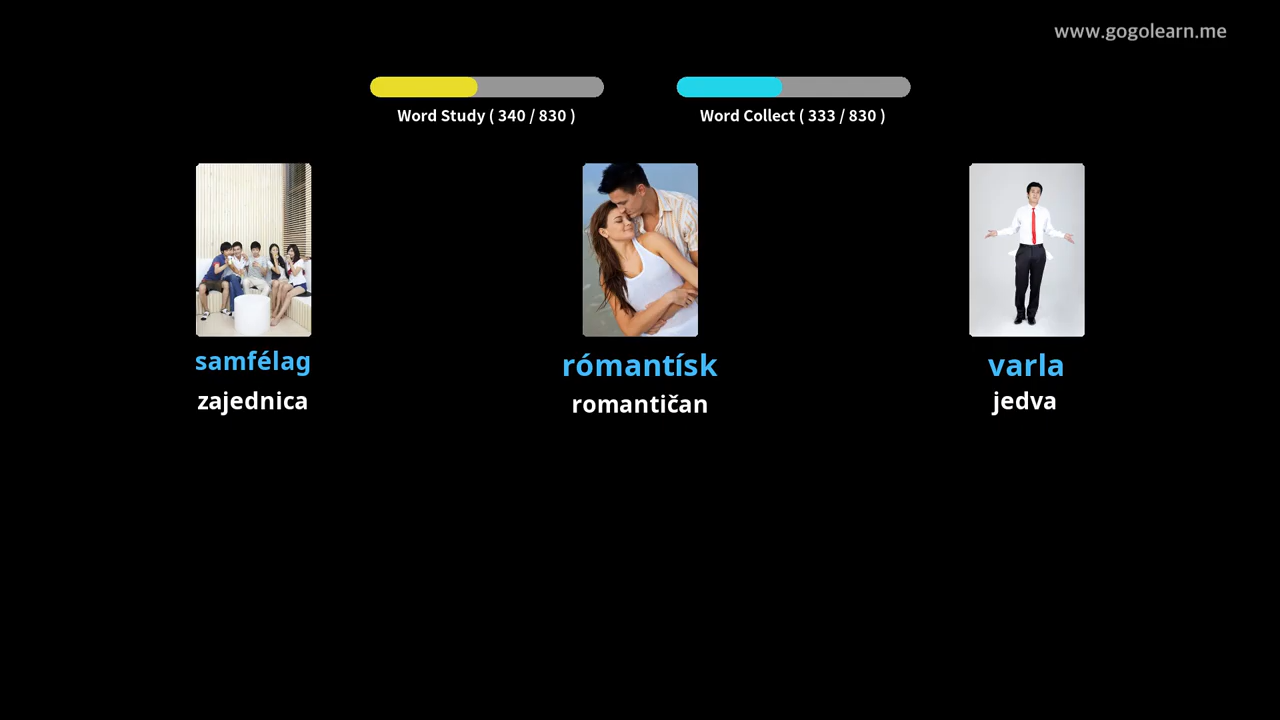 www.gogolearn.me
Word Study ( 340 / 830 )
Word Collect ( 333 / 830 )
samfélag
rómantísk
varla
zajednica
romantičan
jedva